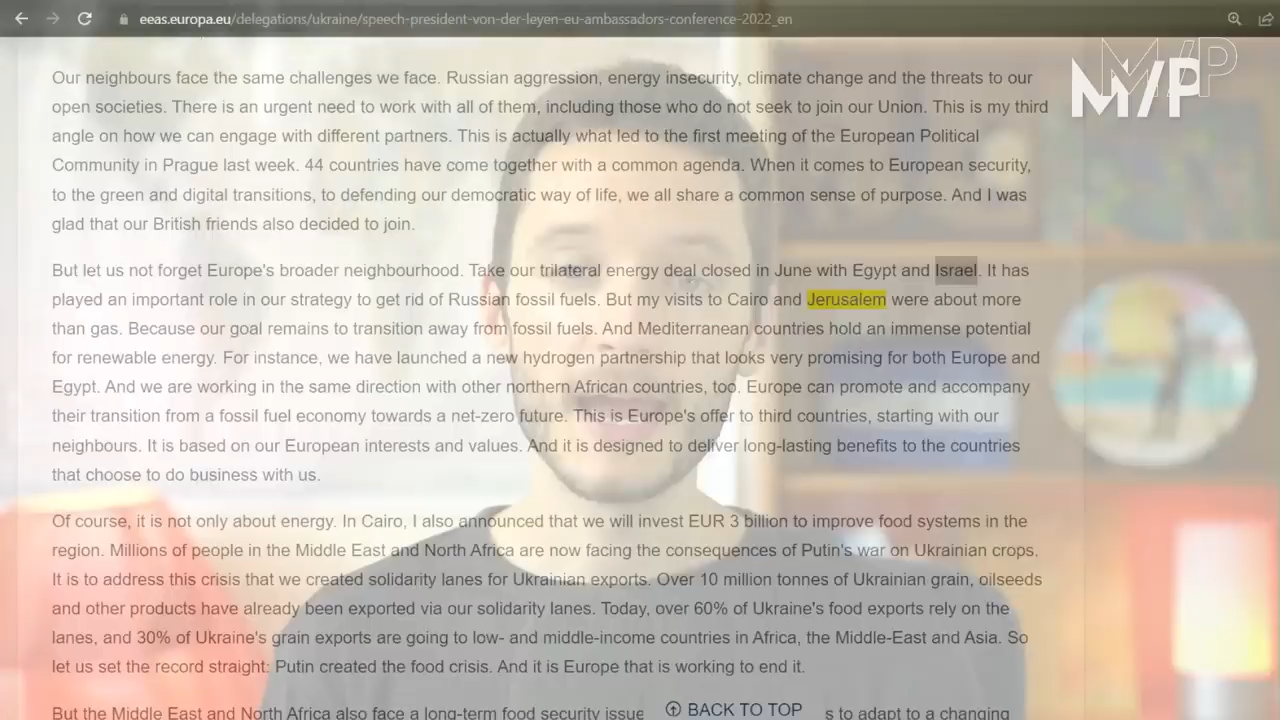 eeas.europa.eu/delegations/ukraine/speech-president-von-der-leyen-eu-ambassadors-conference-2022_en
M/P
M/P
Our neighbours face the same challenges we face. Russian aggression, energy insecurity, climate change and the threats to our
open societies. There is an urgent need to work with all of them, including those who do not seek to join our Union. This is my third
angle on how we can engage with different partners. This is actually what led to the first meeting of the European Political
Community in Prague last week. 44 countries have come together with a common agenda. When it comes to European security,
to the green and digital transitions, to defending our democratic way of life, we all share a common sense of purpose. And I was
glad that our British friends also decided to join.
But let us not forget Europe's broader neighbourhood. Take our trilateral energy deal closed in June with Egypt and Israel. It has
played an important role in our strategy to get rid of Russian fossil fuels. But my visits to Cairo and Jerusalem were about more
than gas. Because our goal remains to transition away from fossil fuels. And Mediterranean countries hold an immense potential
for renewable energy. For instance, we have launched a new hydrogen partnership that looks very promising for both Europe and
Egypt. And we are working in the same direction with other northern African countries, too. Europe can promote and accompany
their transition from a fossil fuel economy towards a net-zero future. This is Europe's offer to third countries, starting with our
neighbours. It is based on our European interests and values. And it is designed to deliver long-lasting benefits to the countries
that choose to do business with us.
Of course, it is not only about energy. In Cairo, I also announced that we will invest EUR 3 billion to improve food systems in the
region. Millions of people in the Middle East and North Africa are now facing the consequences of Putin's war on Ukrainian crops.
It is to address this crisis that we created solidarity lanes for Ukrainian exports. Over 10 million tonnes of Ukrainian grain, oilseeds
and other products have already been exported via our solidarity lanes. Today, over 60% of Ukraine's food exports rely on the
lanes, and 30% of Ukraine's grain exports are going to low- and middle-income countries in Africa, the Middle-East and Asia. So
let us set the record straight: Putin created the food crisis. And it is Europe that is working to end it.
But the Middle East and North Africa also face a long-term food security issue BACK TO TOP s to adapt to a changing